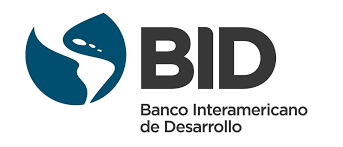 BID
Banco Interamericano
de Desarrollo